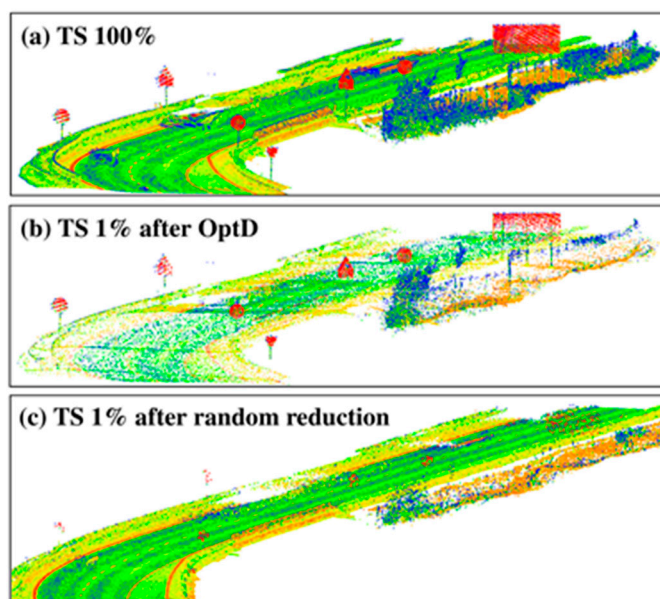 (a) TS 100%
(b) TS 1% after OptD
(c) TS 1% after random reduction